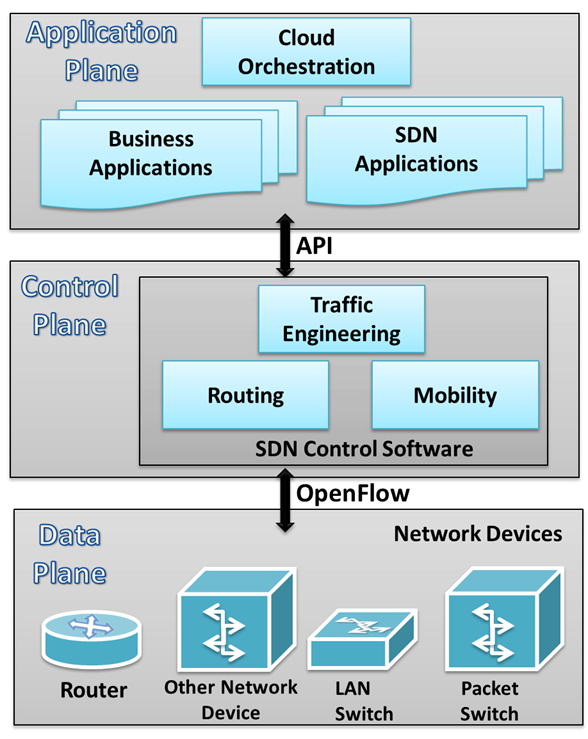 Application
Plane
Cloud
Orchestration
Business
Applications
SDN
Applications
API
Control
Plane
Traffic
Engineering
Routing
Mobility
SDN Control Software
OpenFlow
Data
Plane
Network Devices
Router
Other Network
Device
LAN
Switch
Packet
Switch